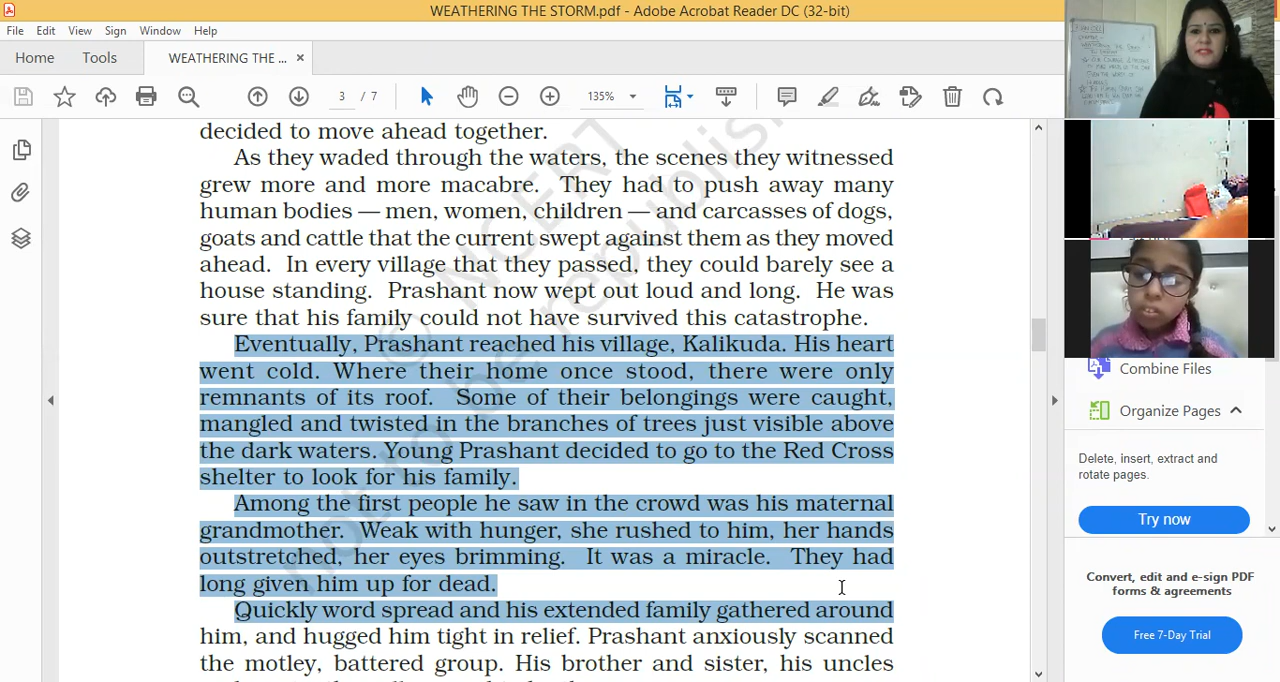 WEATHERING THE STORM.pdf - Adobe Acrobat Reader DC (32-bit)
File Edit View Sign Window Help
Home Tools WEATHERING THE ... ×
3 / 7 135%
decided to move ahead together.
As they waded through the waters, the scenes they witnessed
grew more and more macabre. They had to push away many
human bodies — men, women, children — and carcasses of dogs,
goats and cattle that the current swept against them as they moved
ahead. In every village that they passed, they could barely see a
house standing. Prashant now wept out loud and long. He was
sure that his family could not have survived this catastrophe.
Eventually, Prashant reached his village, Kalikuda. His heart
went cold. Where their home once stood, there were only
remnants of its roof. Some of their belongings were caught,
mangled and twisted in the branches of trees just visible above
the dark waters. Young Prashant decided to go to the Red Cross
shelter to look for his family.
Among the first people he saw in the crowd was his maternal
grandmother. Weak with hunger, she rushed to him, her hands
outstretched, her eyes brimming. It was a miracle. They had
long given him up for dead.
Quickly word spread and his extended family gathered around
him, and hugged him tight in relief. Prashant anxiously scanned
the motley, battered group. His brother and sister, his uncles
© NCERT
not to be republish
Combine Files
Organize Pages
Delete, insert, extract and
rotate pages.
Try now
Convert, edit and e-sign PDF
forms & agreements
Free 7-Day Trial